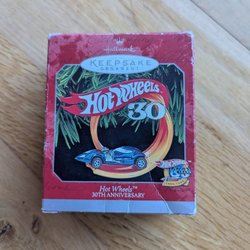 Hallmark
KEEPSAKE
ORNAMENT
HOT WHEELS
30
Hot Wheels™
30TH ANNIVERSARY